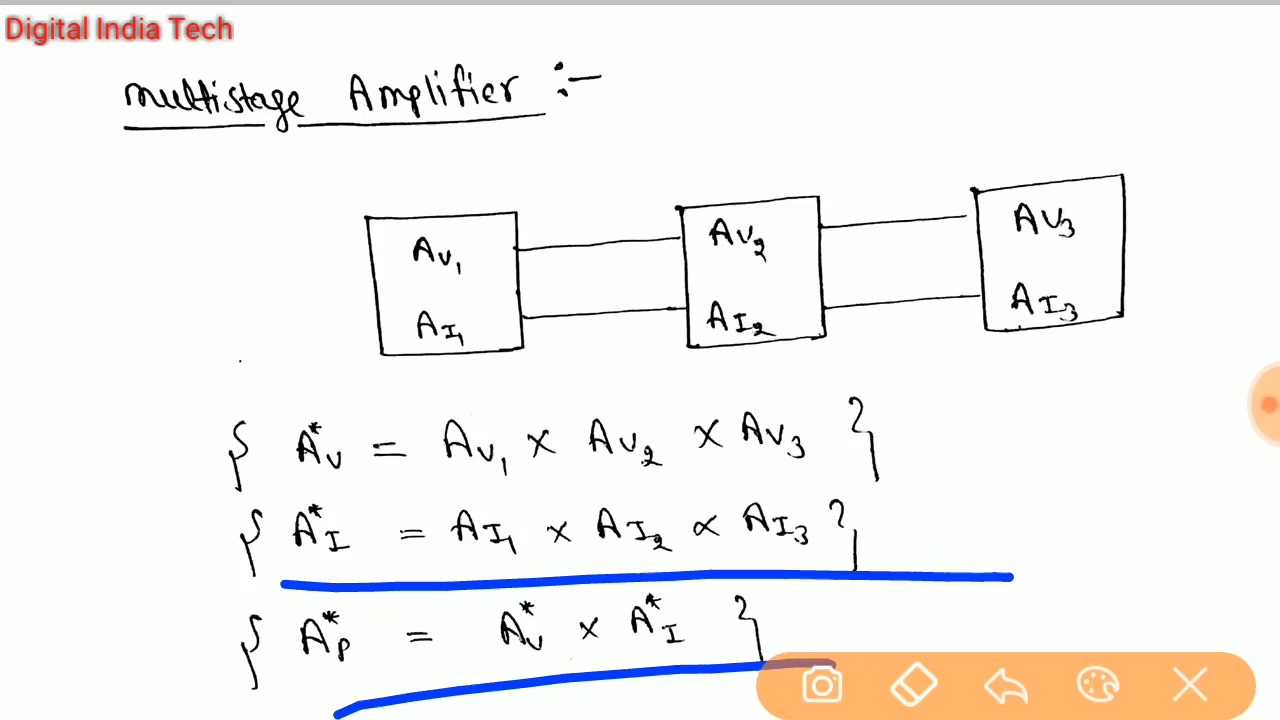 Digital India Tech
multistage Amplifier :-
Av₁ Av₂ Av₃
AI₁ AI₂ AI₃
{ A*v = Av₁ × Av₂ × Av₃ }
{ A*I = AI₁ × AI₂ ∝ AI₃ }
{ A*p = A*v × A*I }